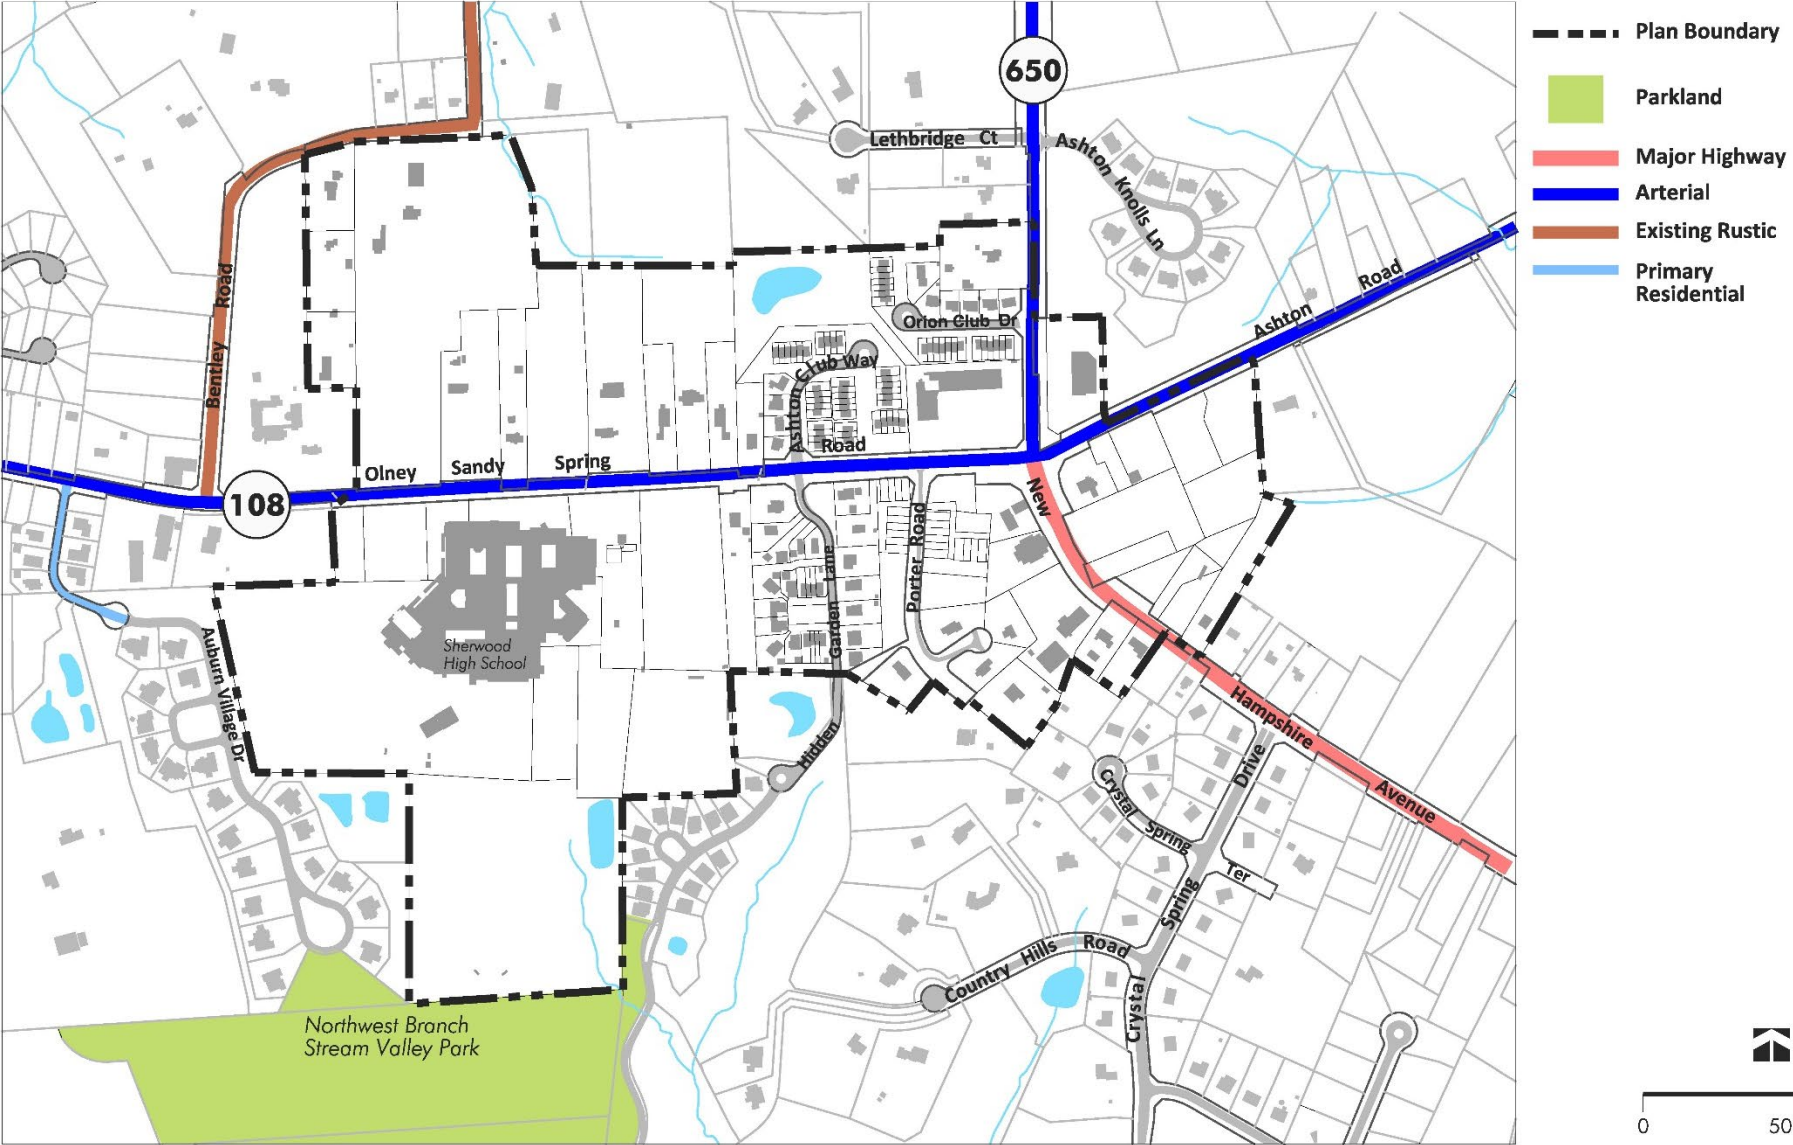 650
Lethbridge Ct
Ashton Knolls Ln
Bentley Road
Orion Club Dr
Ashton Road
Ashton Club Way
Olney Sandy Spring Road
108
New Hampshire Avenue
Porter Road
Hidden Garden Lane
Sherwood
High School
Auburn Village Dr
Crystal Spring Ter
Crystal Spring Drive
Country Hills Road
Northwest Branch
Stream Valley Park
Plan Boundary
Parkland
Major Highway
Arterial
Existing Rustic
Primary
Residential
0 50